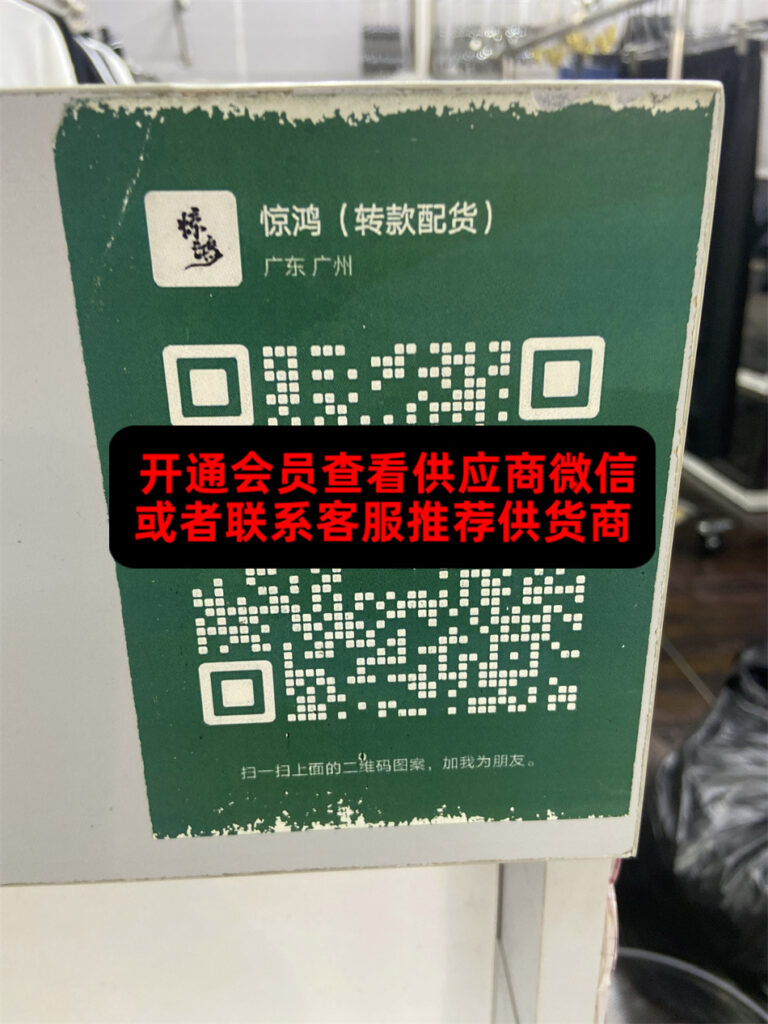 惊鸿
惊鸿（转款配货）
广东 广州
开通会员查看供应商微信
或者联系客服推荐供货商
扫一扫上面的二维码图案，加我为朋友。